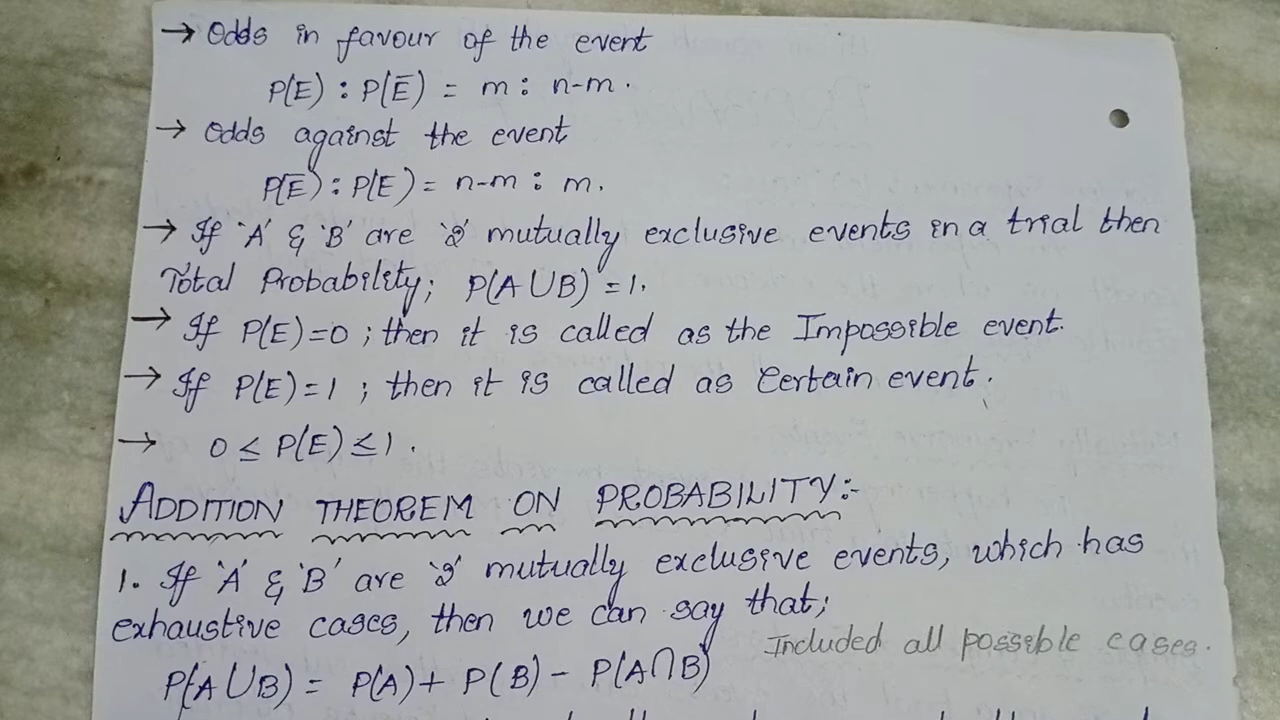 → Odds in favour of the event
P(E) : P(Ē) = m : n-m.
→ Odds against the event
P(Ē) : P(E) = n-m : m.
→ If 'A' & 'B' are '2' mutually exclusive events in a trial then
Total Probability; P(A∪B) = 1.
→ If P(E)=0 ; then it is called as the Impossible event.
→ If P(E)=1 ; then it is called as Certain event.
→ 0 ≤ P(E) ≤ 1.
ADDITION THEOREM ON PROBABILITY:-
1. If 'A' & 'B' are '2' mutually exclusive events, which has
exhaustive cases, then we can say that;
Included all possible cases.
P(A∪B) = P(A) + P(B) - P(A∩B)